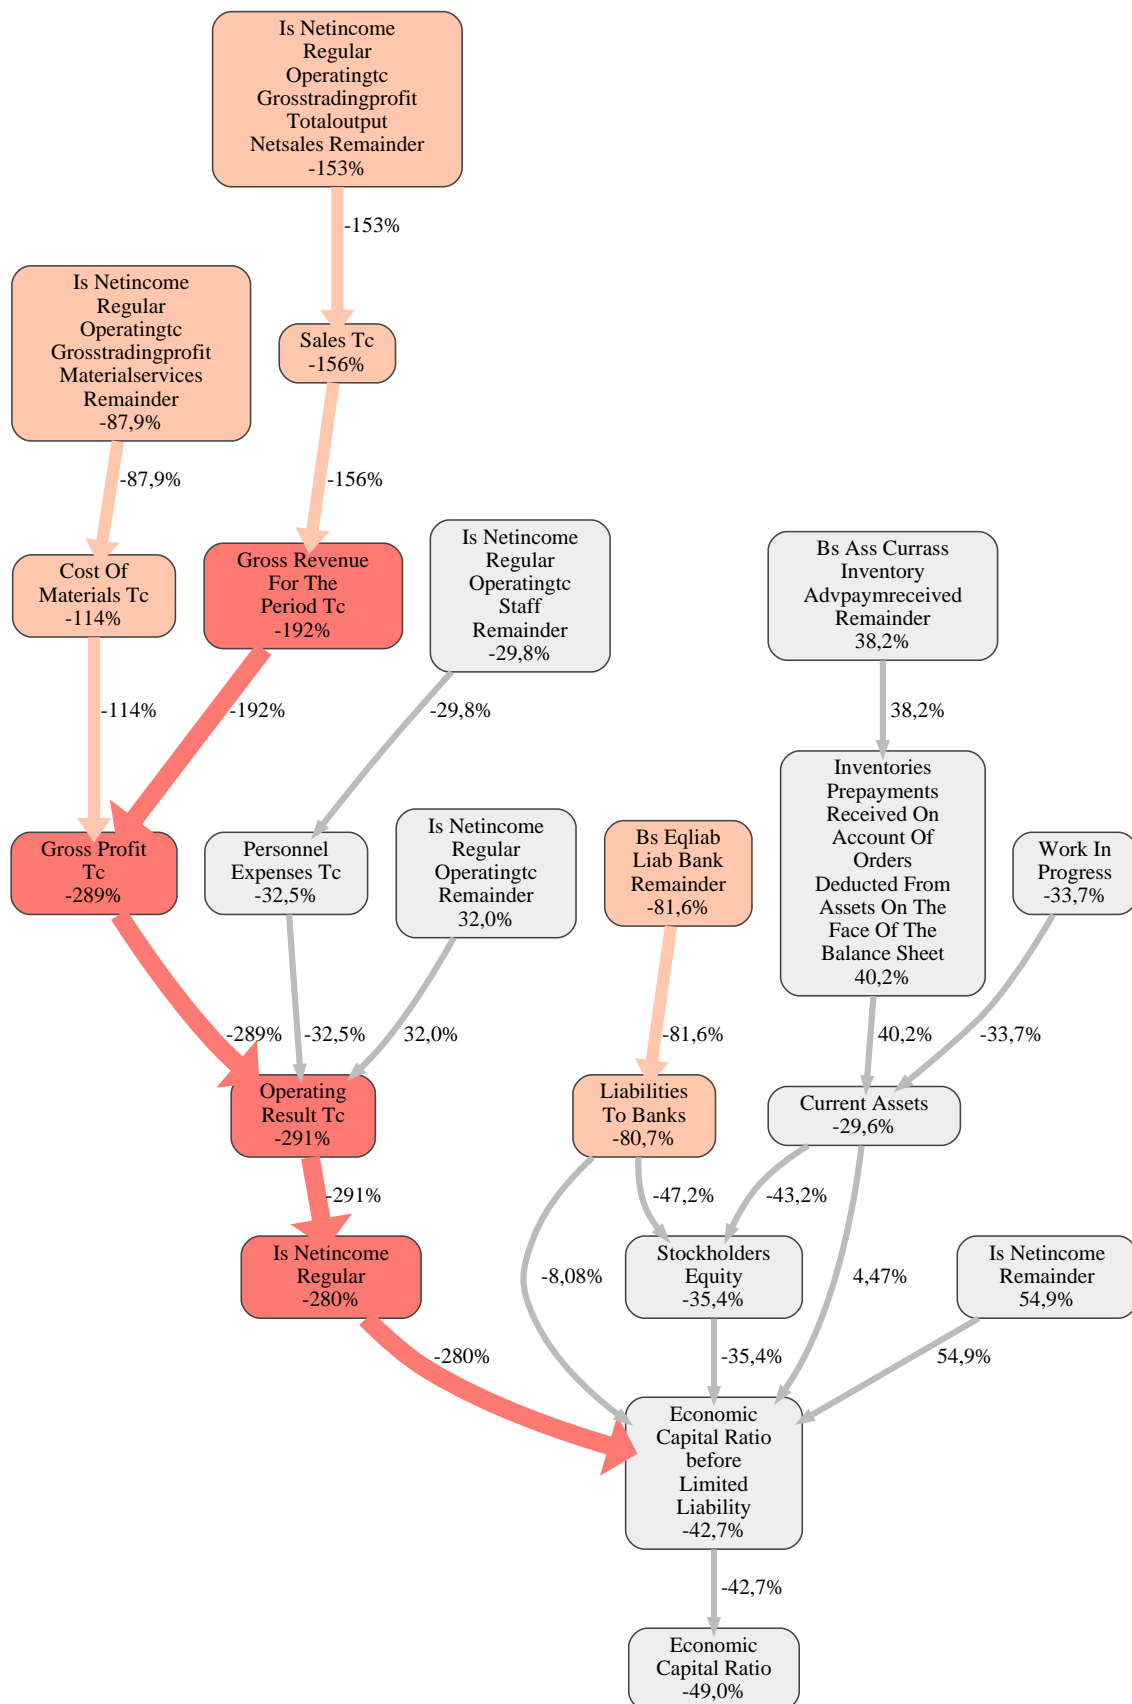 Is Netincome
Regular
Operatingtc
Grosstradingprofit
Totaloutput
Netsales Remainder
-153%
-153%
Is Netincome
Regular
Operatingtc
Grosstradingprofit
Materialservices
Remainder
-87,9%
Sales Tc
-156%
-87,9%
-156%
Is Netincome
Regular
Operatingtc
Staff
Remainder
-29,8%
Bs Ass Currass
Inventory
Advpaymreceived
Remainder
38,2%
Cost Of
Materials Tc
-114%
Gross Revenue
For The
Period Tc
-192%
-114%
-192%
-29,8%
38,2%
Inventories
Prepayments
Received On
Account Of
Orders
Deducted From
Assets On The
Face Of The
Balance Sheet
40,2%
Gross Profit
Tc
-289%
Personnel
Expenses Tc
-32,5%
Is Netincome
Regular
Operatingtc
Remainder
32,0%
Bs Eqliab
Liab Bank
Remainder
-81,6%
Work In
Progress
-33,7%
-289%
-32,5%
32,0%
-81,6%
40,2%
-33,7%
Operating
Result Tc
-291%
Liabilities
To Banks
-80,7%
Current Assets
-29,6%
-291%
-47,2%
-43,2%
Is Netincome
Regular
-280%
-8,08%
Stockholders
Equity
-35,4%
4,47%
Is Netincome
Remainder
54,9%
-280%
-35,4%
54,9%
Economic
Capital Ratio
before
Limited
Liability
-42,7%
-42,7%
Economic
Capital Ratio
-49,0%